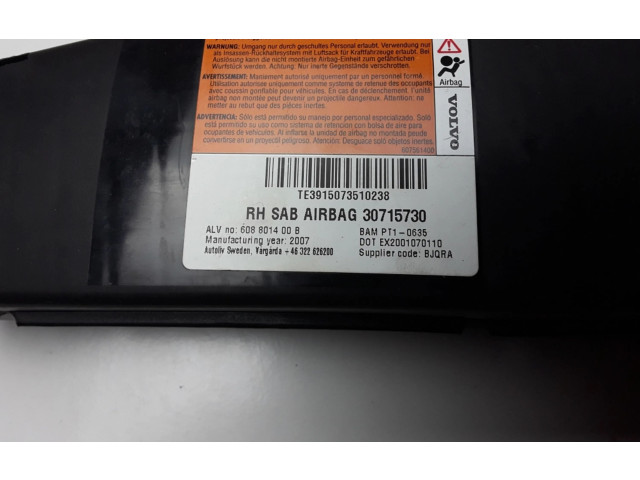 WARNUNG: Umgang nur durch geschultes Personal erlaubt. Verwendung nur
als Insassen-Rückhaltesystem mit Luftsack für Kraftfahrzeuge erlaubt. Bei
Auslösung kann die nicht montierte Airbag-Einheit zum gefährlichen
Wurfstück werden. Achtung: Nur inerte Gegenstände verschrotten.
AVERTISSEMENT: Maniement autorisé uniquement par un personnel formé.
Utilisation autorisée uniquement comme système de retenue des occupants
avec coussin gonflable pour véhicules. En cas de déclenchement, l'unité
airbag non montée peut devenir un projectile dangereux. Attention: ne
mettre au rebut que des pièces inertes.
ADVERTENCIA: Sólo está permitido su manejo por personal especializado. Sólo
está permitido su uso como sistema de retención con bolsa de aire para
ocupantes de vehículos. Al inflarse la unidad de airbag no montada peude
convertirse en un proyectil peligroso. Atención: Desguace sólo objetos inertes.
607561400
Airbag
VOLVO
TE3915073510238
RH SAB AIRBAG 30715730
ALV no: 608 8014 00 B
BAM PT1-0635
Manufacturing year: 2007
DOT EX2001070110
Autoliv Sweden, Vargarda +46 322 626200
Supplier code: BJQRA